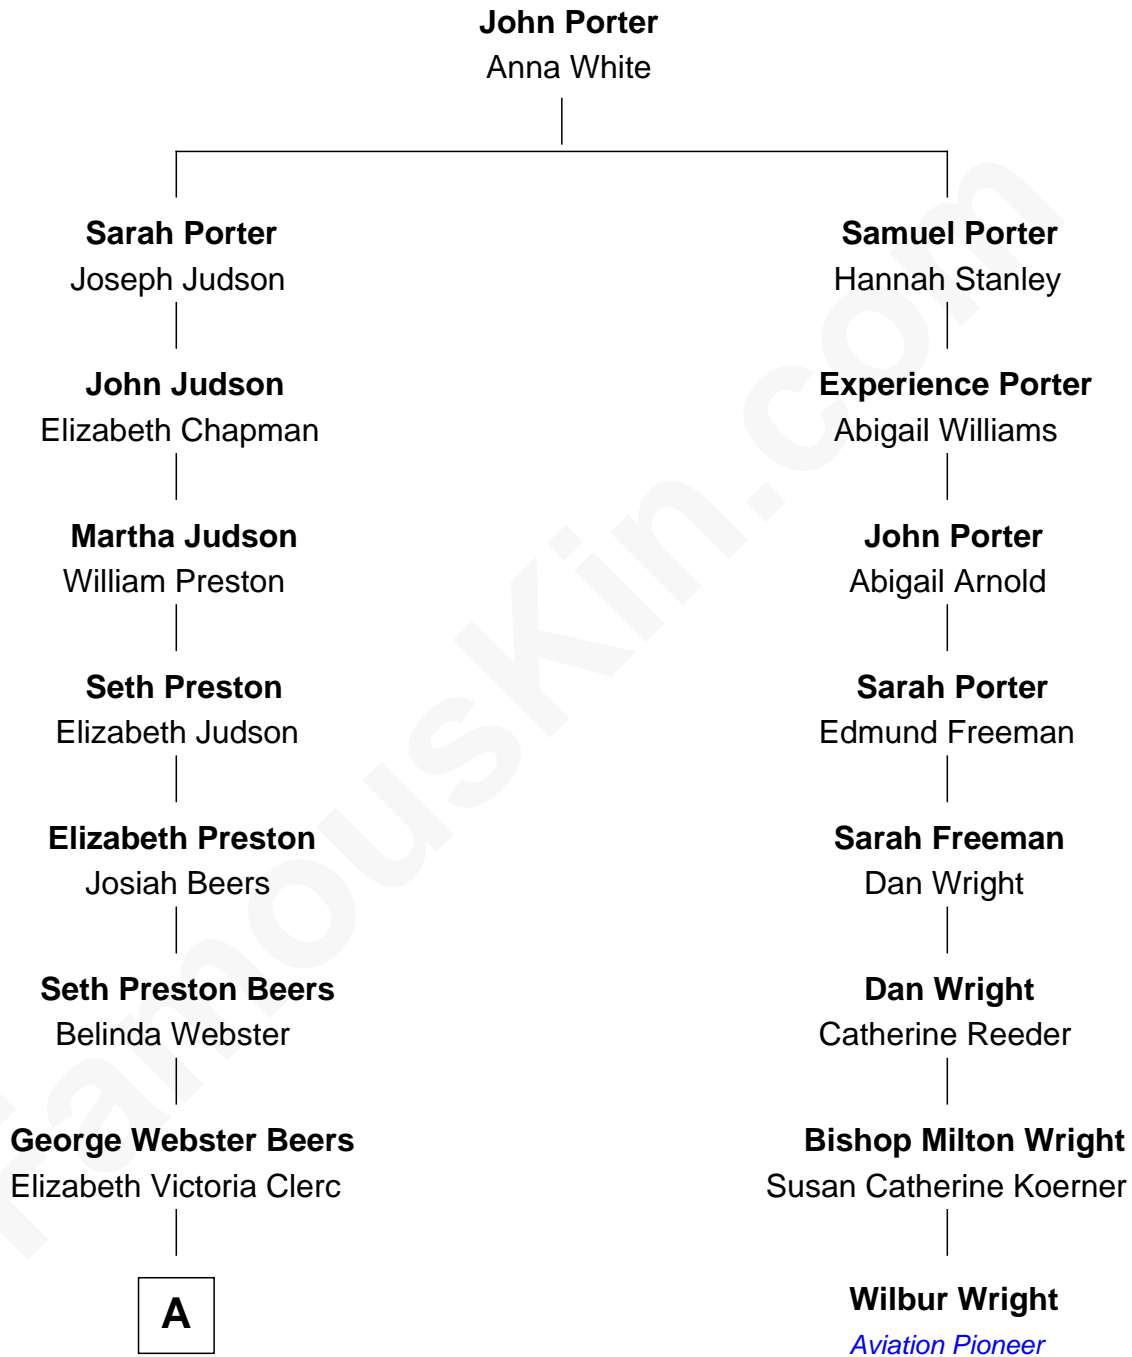 John Porter
Anna White
Sarah Porter
Joseph Judson
Samuel Porter
Hannah Stanley
John Judson
Elizabeth Chapman
Experience Porter
Abigail Williams
Martha Judson
William Preston
John Porter
Abigail Arnold
Seth Preston
Elizabeth Judson
Sarah Porter
Edmund Freeman
Elizabeth Preston
Josiah Beers
Sarah Freeman
Dan Wright
Seth Preston Beers
Belinda Webster
Dan Wright
Catherine Reeder
George Webster Beers
Elizabeth Victoria Clerc
Bishop Milton Wright
Susan Catherine Koerner
A
Wilbur Wright
Aviation Pioneer
FamousKin.com